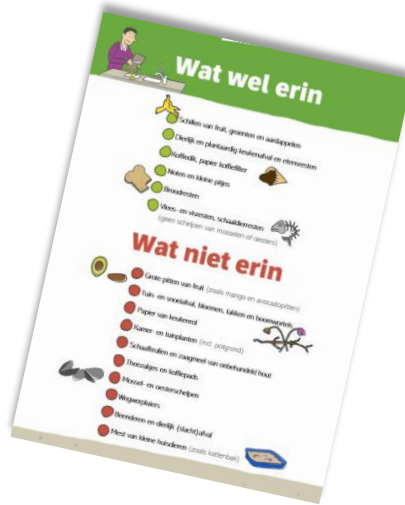 Wat wel erin
Schillen van fruit, groenten en aardappelen
Dierlijk en plantaardig keukenafval en etensresten
Koffiedik, papier koffiefilter
Noten en kleine pitjes
Broodresten
Vlees- en visresten, schaaldierresten
(geen schelpen van mosselen of oesters)
Wat niet erin
Grote pitten van fruit (zoals mango en avocadopitten)
Tuin- en snoeiafval, bloemen, takken en boomwortels
Papier van keukenrol
Kamer- en tuinplanten (incl. potgrond)
Schaafkrullen en zaagmeel van onbehandeld hout
Theezakjes en koffiepads
Mossel- en oesterschelpen
Wegwerpluiers
Beenderen en dierlijk (slacht)afval
Mest van kleine huisdieren (zoals kattenbak)